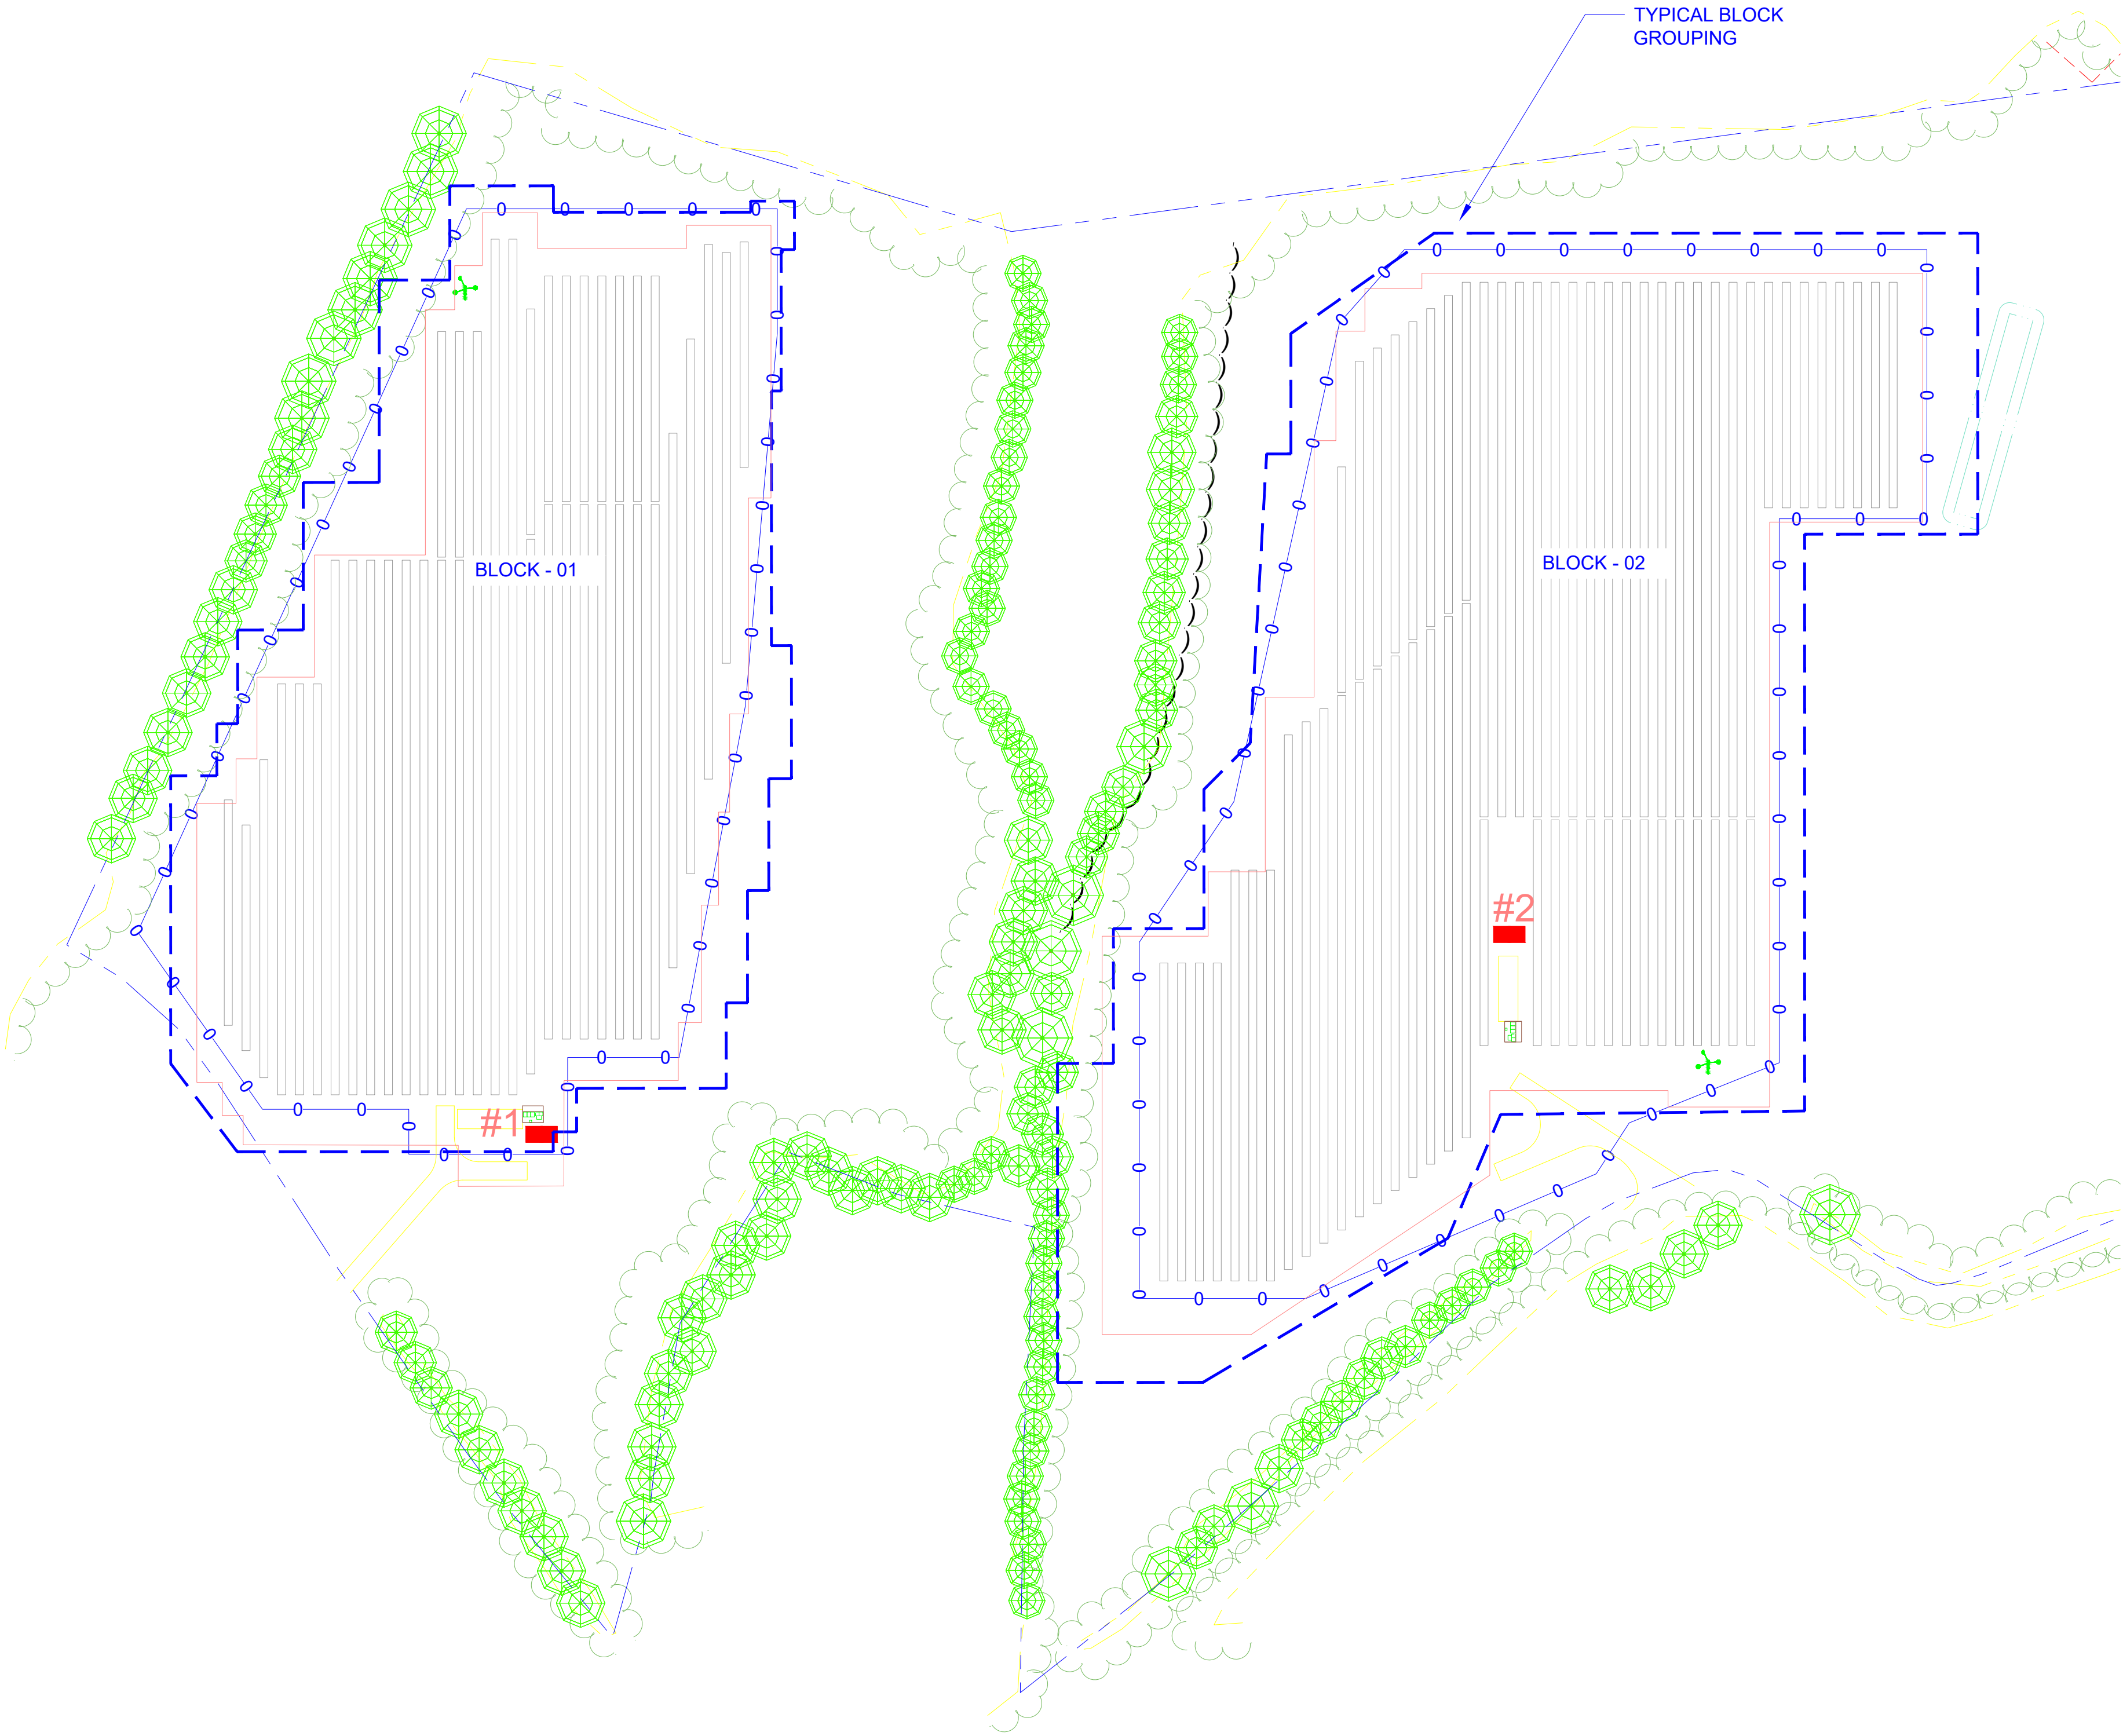 TYPICAL BLOCK
GROUPING
BLOCK - 01
BLOCK - 02
#2
#1